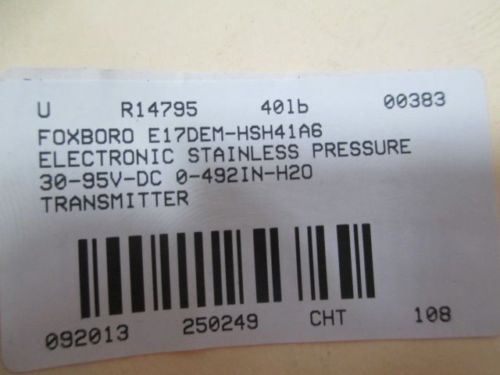 U R14795 40lb 00383
FOXBORO E17DEM-HSH41A6
ELECTRONIC STAINLESS PRESSURE
30-95V-DC 0-492IN-H2O
TRANSMITTER
092013 250249 CHT 108